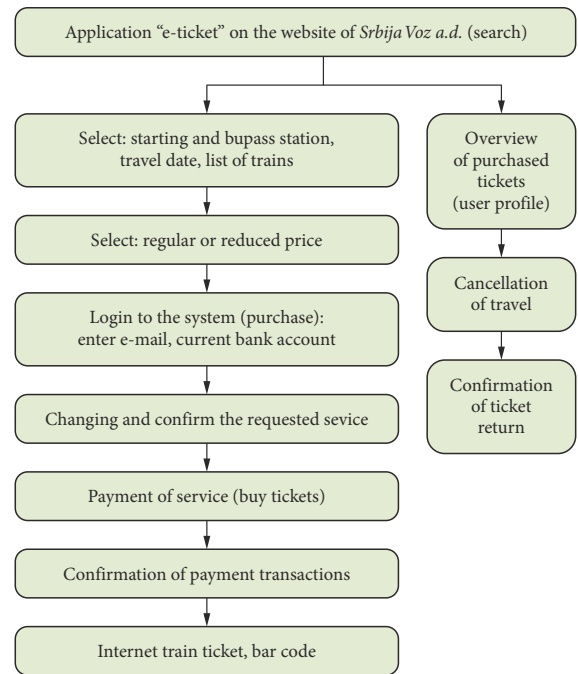 Application “e-ticket” on the website of Srbija Voz a.d. (search)
Select: starting and bupass station,
travel date, list of trains
Select: regular or reduced price
Login to the system (purchase):
enter e-mail, current bank account
Changing and confirm the requested sevice
Payment of service (buy tickets)
Confirmation of payment transactions
Internet train ticket, bar code
Overview
of purchased
tickets
(user profile)
Cancellation
of travel
Confirmation
of ticket
return